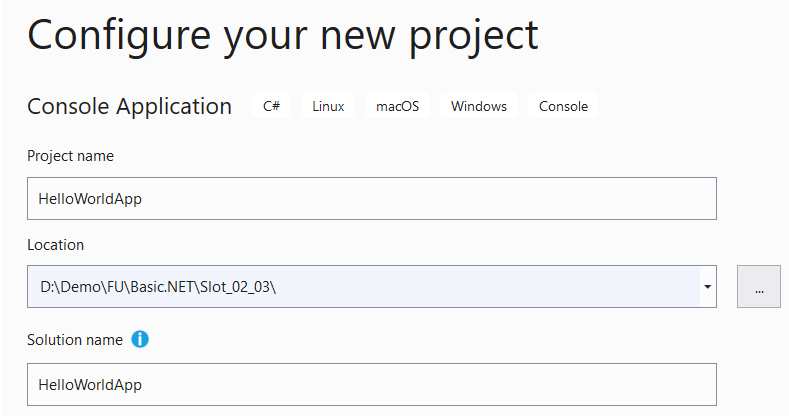 Configure your new project
Console Application C# Linux macOS Windows Console
Project name
HelloWorldApp
Location
D:\Demo\FU\Basic.NET\Slot_02_03\
...
Solution name i
HelloWorldApp